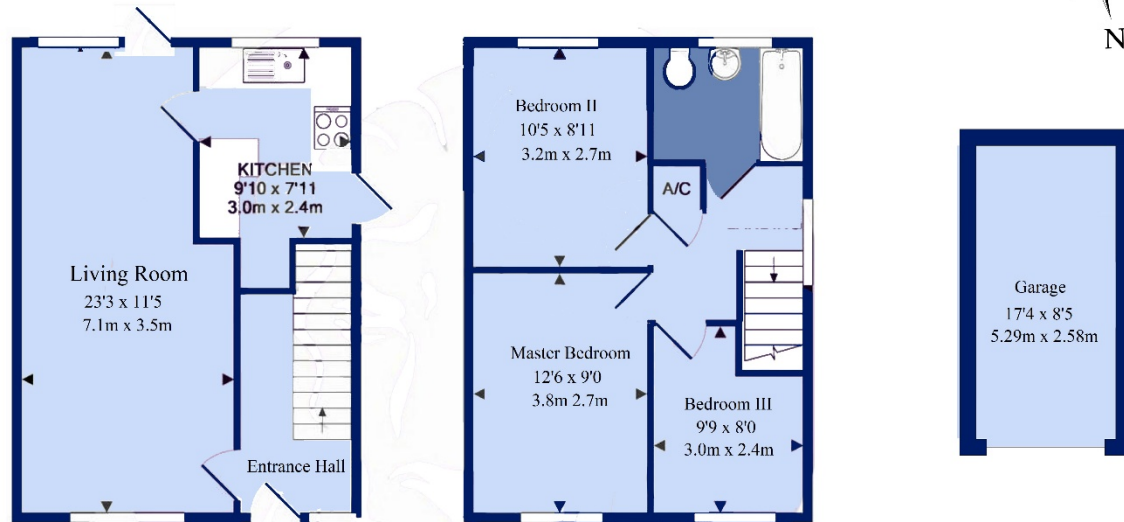 N
Living Room
23'3 x 11'5
7.1m x 3.5m
KITCHEN
9'10 x 7'11
3.0m x 2.4m
Entrance Hall
Bedroom II
10'5 x 8'11
3.2m x 2.7m
A/C
Master Bedroom
12'6 x 9'0
3.8m 2.7m
Bedroom III
9'9 x 8'0
3.0m x 2.4m
Garage
17'4 x 8'5
5.29m x 2.58m